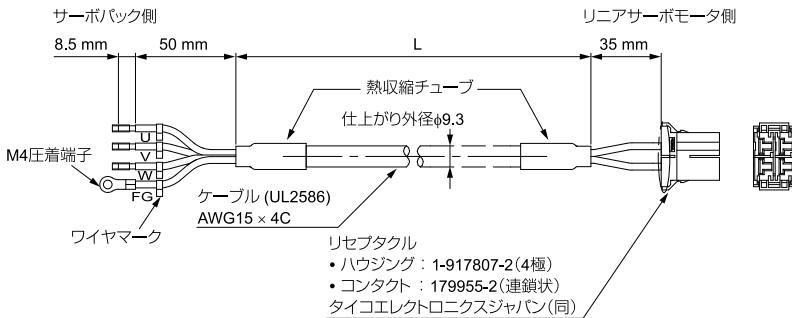 サーボパック側
リニアサーボモータ側
8.5 mm
50 mm
L
35 mm
熱収縮チューブ
仕上がり外径φ9.3
U
V
W
FG
M4圧着端子
ワイヤマーク
ケーブル (UL2586)
AWG15 × 4C
リセプタクル
• ハウジング : 1-917807-2(4極)
• コンタクト : 179955-2(連鎖状)
タイコエレクトロニクスジャパン(同)